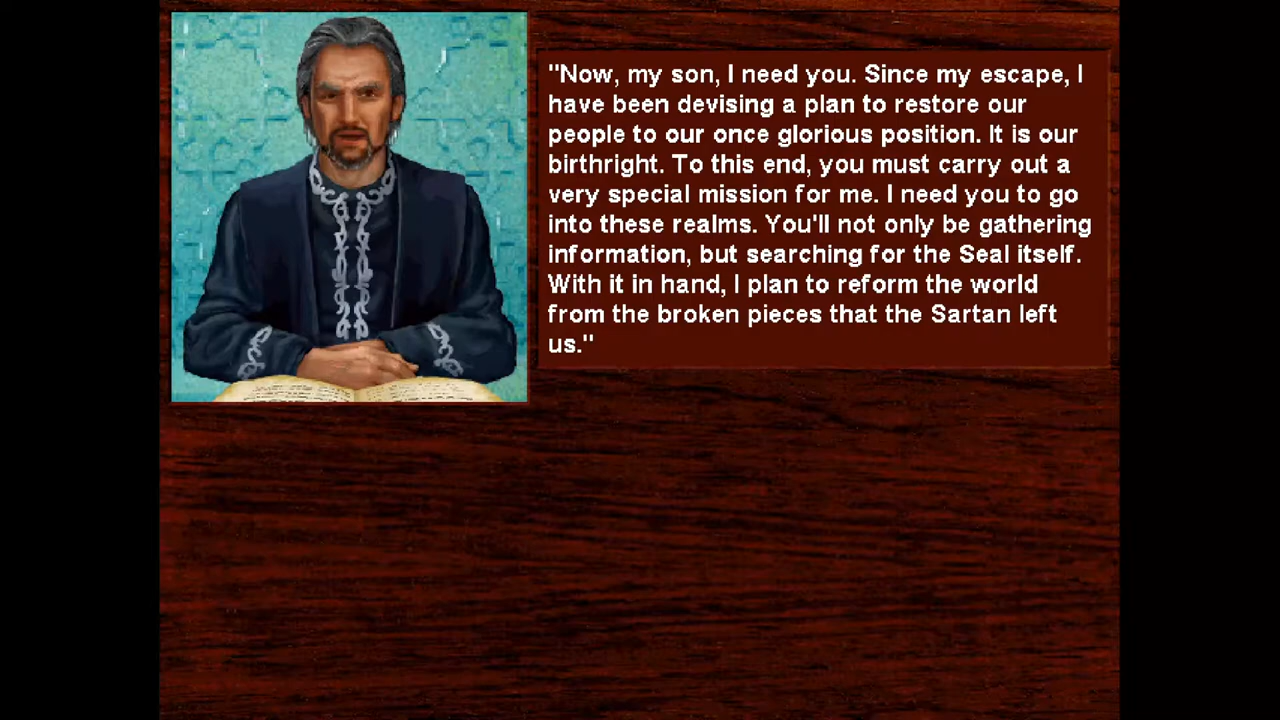 "Now, my son, I need you. Since my escape, I
have been devising a plan to restore our
people to our once glorious position. It is our
birthright. To this end, you must carry out a
very special mission for me. I need you to go
into these realms. You'll not only be gathering
information, but searching for the Seal itself.
With it in hand, I plan to reform the world
from the broken pieces that the Sartan left
us."